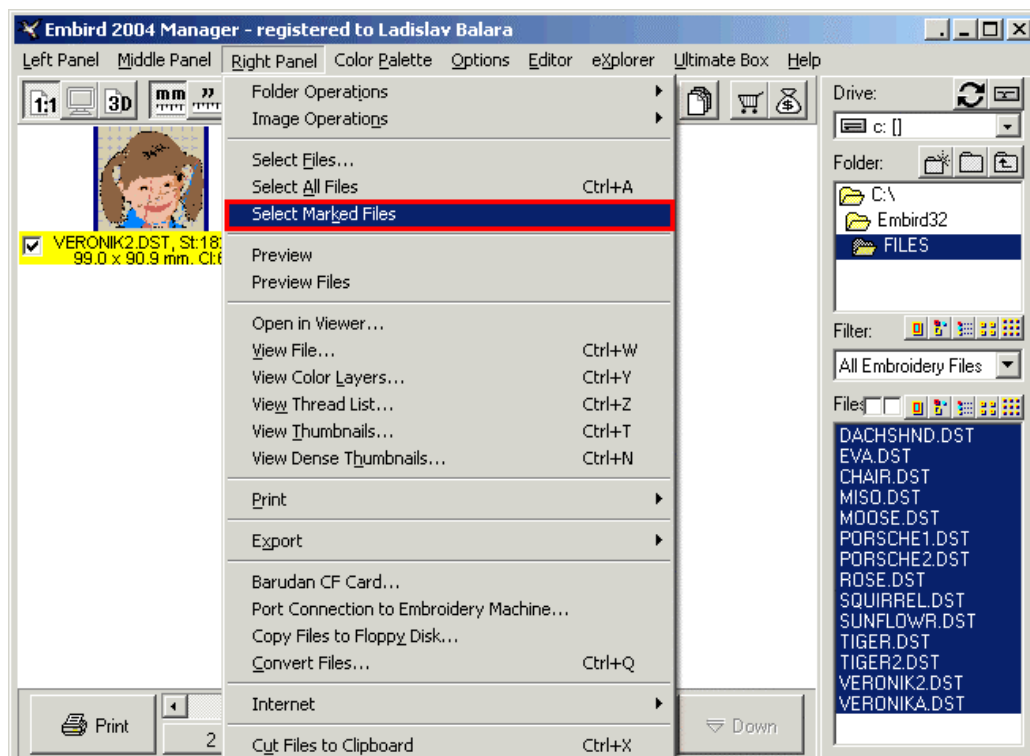 Embird 2004 Manager - registered to Ladislav Balara
Left Panel Middle Panel Right Panel Color Palette Options Editor eXplorer Ultimate Box Help
1:1 3D mm "
VERONIK2.DST, St:18
99.0 x 90.9 mm. Cl:
Folder Operations
Image Operations
Select Files...
Select All Files Ctrl+A
Select Marked Files
Preview
Preview Files
Open in Viewer...
View File... Ctrl+W
View Color Layers... Ctrl+Y
View Thread List... Ctrl+Z
View Thumbnails... Ctrl+T
View Dense Thumbnails... Ctrl+N
Print
Export
Barudan CF Card...
Port Connection to Embroidery Machine...
Copy Files to Floppy Disk...
Convert Files... Ctrl+Q
Internet
Cut Files to Clipboard Ctrl+X
Print
2
Down
Drive:
c: []
Folder:
C:\
Embird32
FILES
Filter:
All Embroidery Files
Files
DACHSHND.DST
EVA.DST
CHAIR.DST
MISO.DST
MOOSE.DST
PORSCHE1.DST
PORSCHE2.DST
ROSE.DST
SQUIRREL.DST
SUNFLOWR.DST
TIGER.DST
TIGER2.DST
VERONIK2.DST
VERONIKA.DST